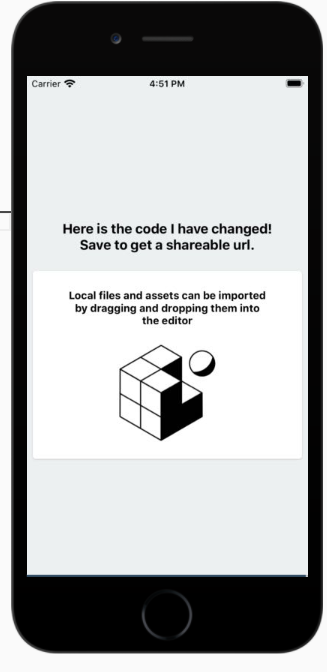 Carrier 4:51 PM
Here is the code I have changed!
Save to get a shareable url.
Local files and assets can be imported
by dragging and dropping them into
the editor